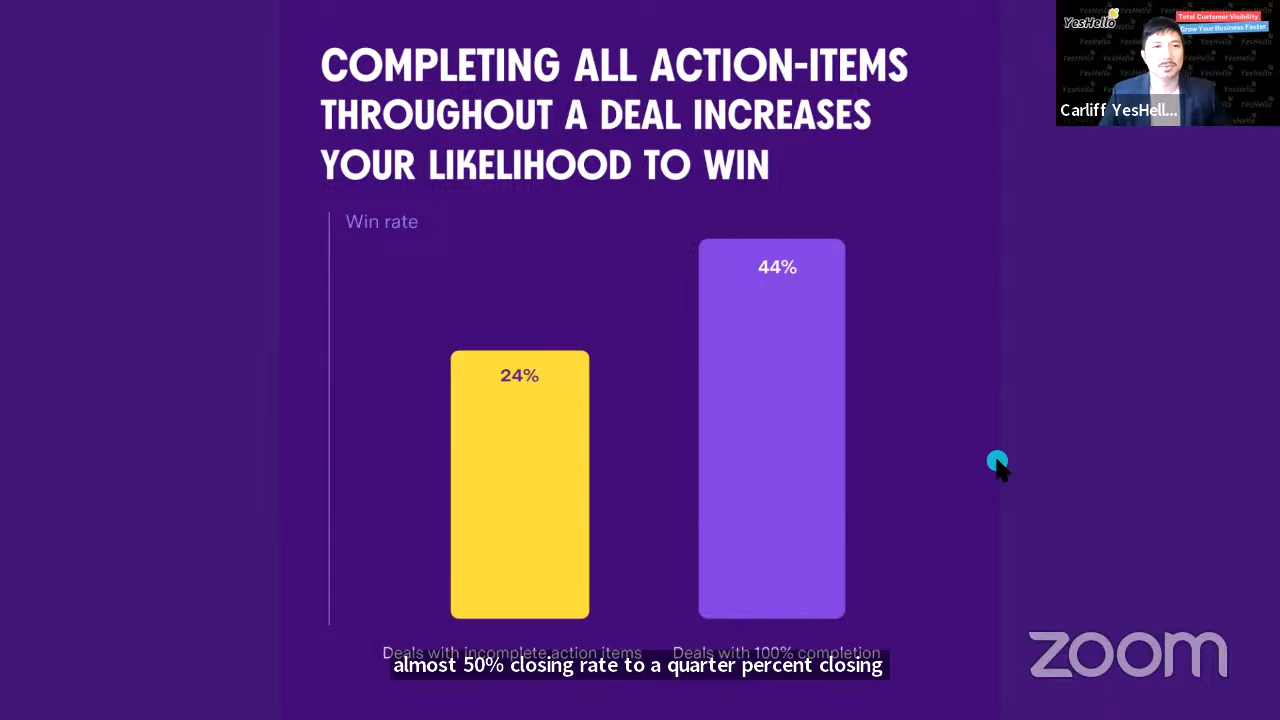 COMPLETING ALL ACTION-ITEMS
THROUGHOUT A DEAL INCREASES
YOUR LIKELIHOOD TO WIN
Win rate
44%
24%
Deals with incomplete action items
Deals with 100% completion
almost 50% closing rate to a quarter percent closing
YesHello
Total Customer Visibility
Grow Your Business Faster
Carliff YesHell...
zoom